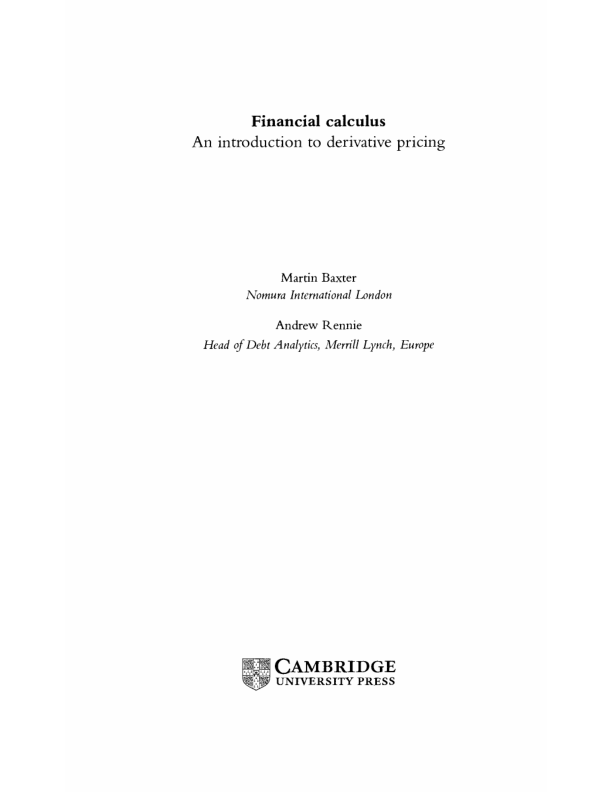 Financial calculus
An introduction to derivative pricing
Martin Baxter
Nomura International London
Andrew Rennie
Head of Debt Analytics, Merrill Lynch, Europe
CAMBRIDGE
UNIVERSITY PRESS